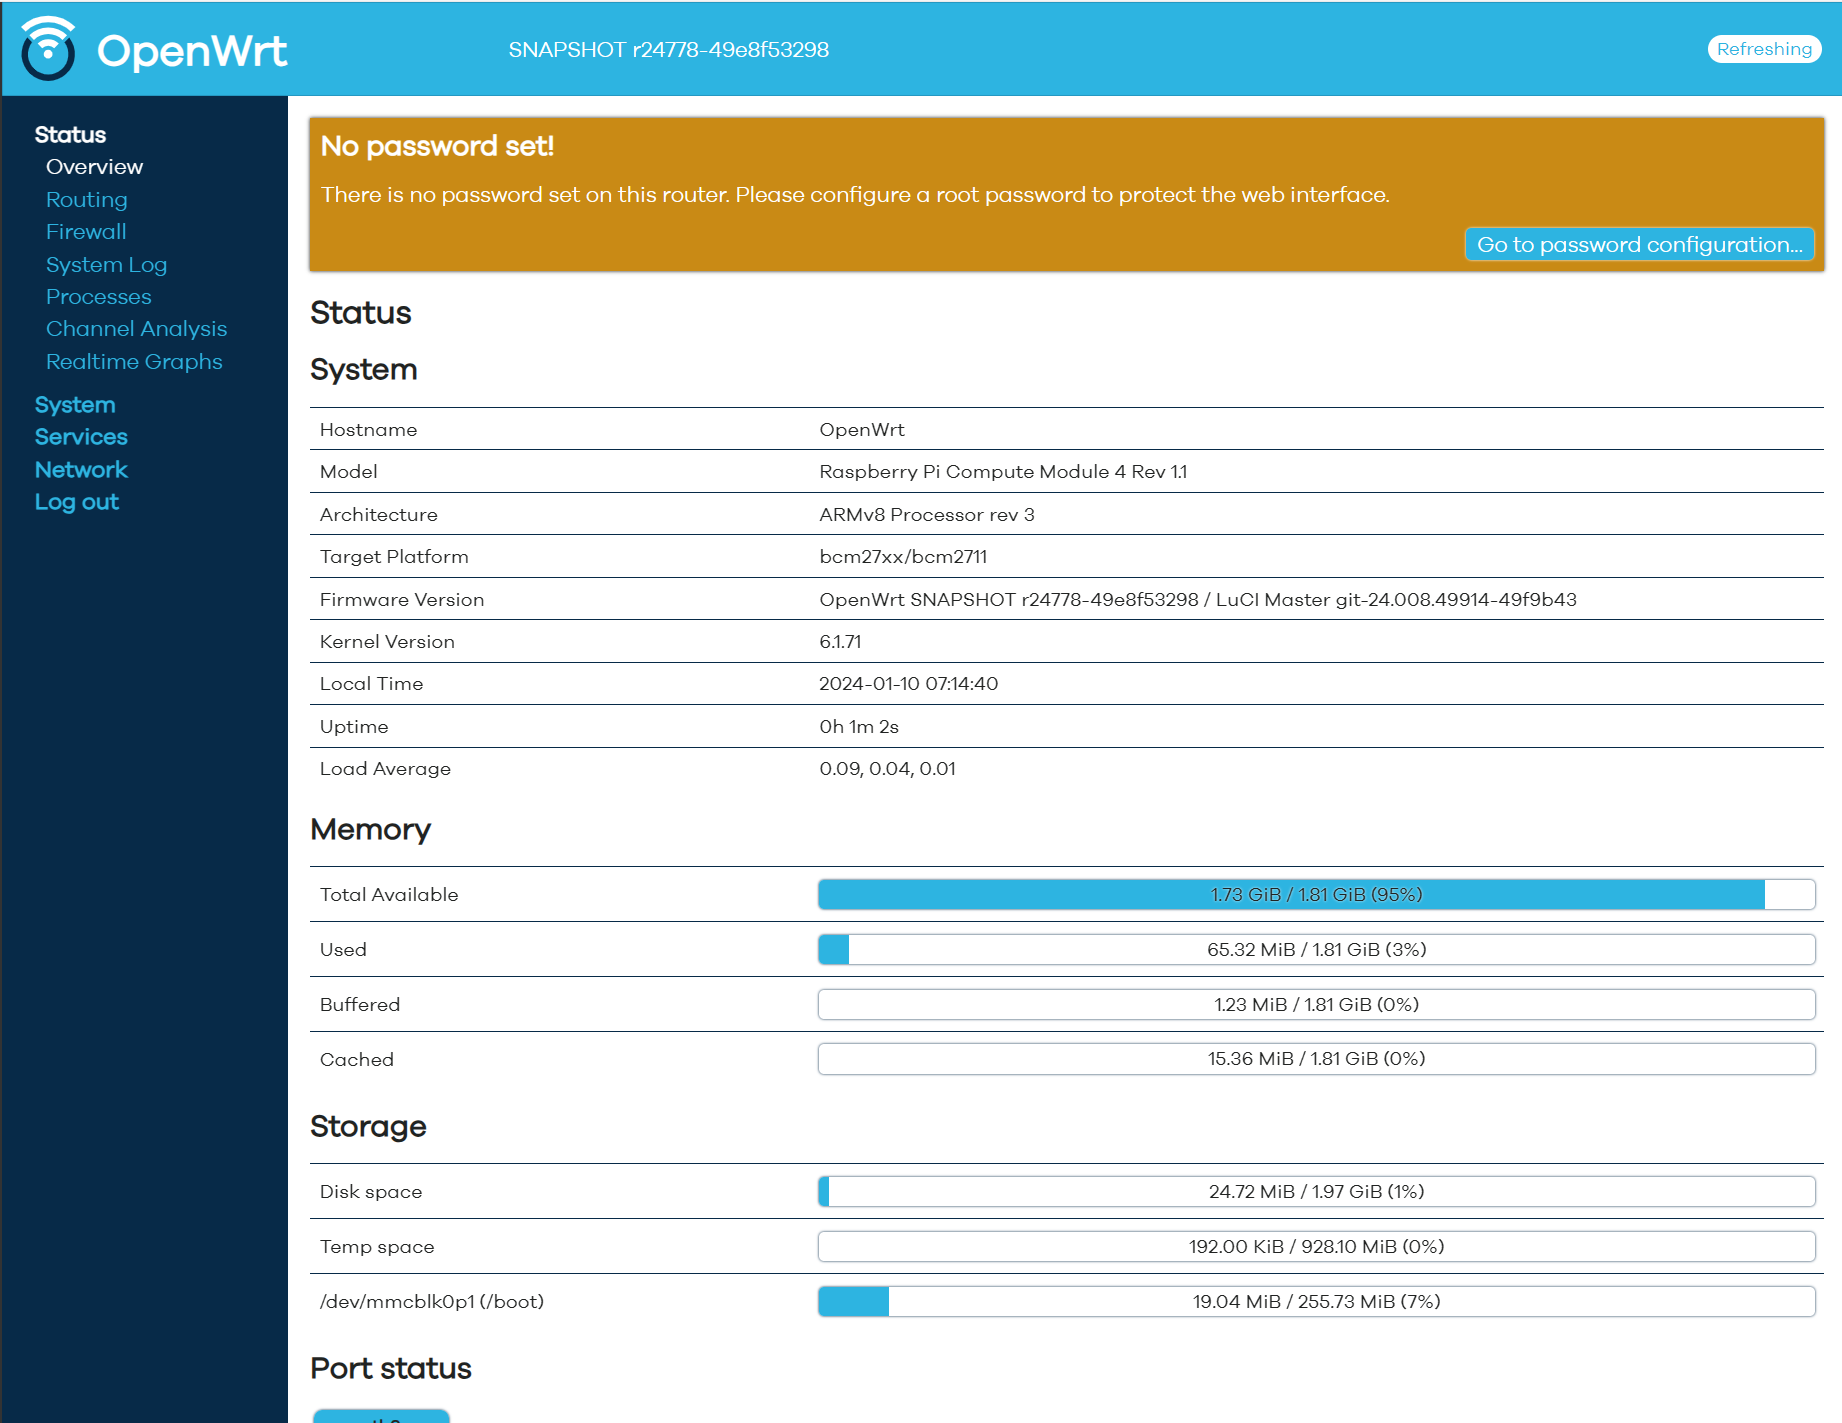 OpenWrt
SNAPSHOT r24778-49e8f53298
Refreshing
Status
Overview
Routing
Firewall
System Log
Processes
Channel Analysis
Realtime Graphs
System
Services
Network
Log out
No password set!
There is no password set on this router. Please configure a root password to protect the web interface.
Go to password configuration...
Status
System
Hostname OpenWrt
Model Raspberry Pi Compute Module 4 Rev 1.1
Architecture ARMv8 Processor rev 3
Target Platform bcm27xx/bcm2711
Firmware Version OpenWrt SNAPSHOT r24778-49e8f53298 / LuCI Master git-24.008.49914-49f9b43
Kernel Version 6.1.71
Local Time 2024-01-10 07:14:40
Uptime 0h 1m 2s
Load Average 0.09, 0.04, 0.01
Memory
Total Available 1.73 GiB / 1.81 GiB (95%)
Used 65.32 MiB / 1.81 GiB (3%)
Buffered 1.23 MiB / 1.81 GiB (0%)
Cached 15.36 MiB / 1.81 GiB (0%)
Storage
Disk space 24.72 MiB / 1.97 GiB (1%)
Temp space 192.00 KiB / 928.10 MiB (0%)
/dev/mmcblk0p1 (/boot) 19.04 MiB / 255.73 MiB (7%)
Port status